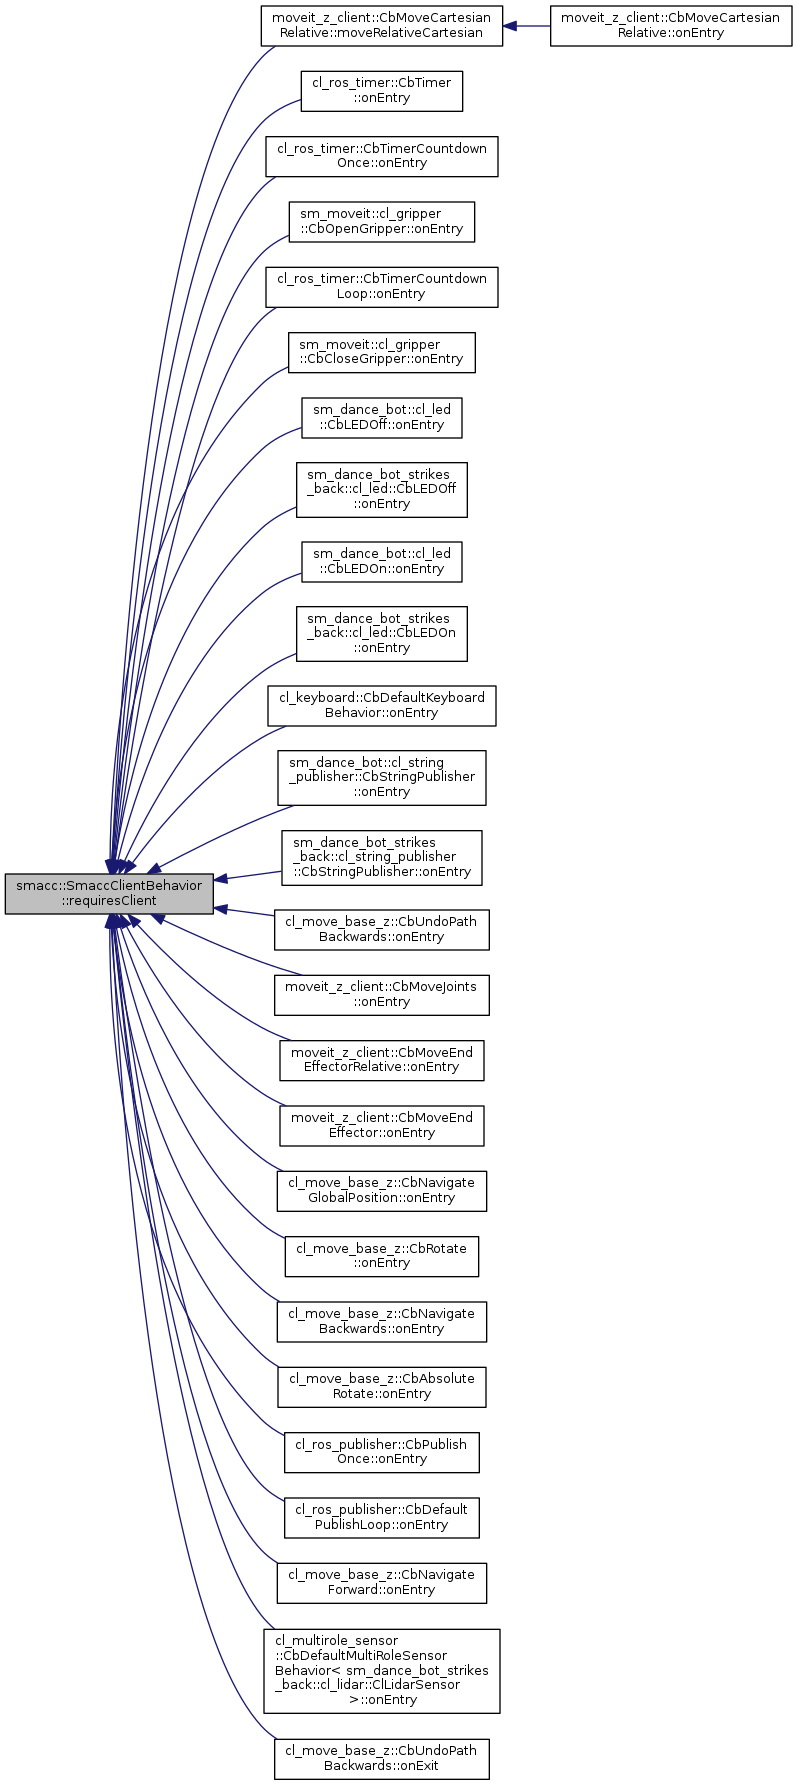 moveit_z_client::CbMoveCartesian
Relative::moveRelativeCartesian
moveit_z_client::CbMoveCartesian
Relative::onEntry
cl_ros_timer::CbTimer
::onEntry
cl_ros_timer::CbTimerCountdown
Once::onEntry
sm_moveit::cl_gripper
::CbOpenGripper::onEntry
cl_ros_timer::CbTimerCountdown
Loop::onEntry
sm_moveit::cl_gripper
::CbCloseGripper::onEntry
sm_dance_bot::cl_led
::CbLEDOff::onEntry
sm_dance_bot_strikes
_back::cl_led::CbLEDOff
::onEntry
sm_dance_bot::cl_led
::CbLEDOn::onEntry
sm_dance_bot_strikes
_back::cl_led::CbLEDOn
::onEntry
cl_keyboard::CbDefaultKeyboard
Behavior::onEntry
sm_dance_bot::cl_string
_publisher::CbStringPublisher
::onEntry
sm_dance_bot_strikes
_back::cl_string_publisher
::CbStringPublisher::onEntry
smacc::SmaccClientBehavior
::requiresClient
cl_move_base_z::CbUndoPath
Backwards::onEntry
moveit_z_client::CbMoveJoints
::onEntry
moveit_z_client::CbMoveEnd
EffectorRelative::onEntry
moveit_z_client::CbMoveEnd
Effector::onEntry
cl_move_base_z::CbNavigate
GlobalPosition::onEntry
cl_move_base_z::CbRotate
::onEntry
cl_move_base_z::CbNavigate
Backwards::onEntry
cl_move_base_z::CbAbsolute
Rotate::onEntry
cl_ros_publisher::CbPublish
Once::onEntry
cl_ros_publisher::CbDefault
PublishLoop::onEntry
cl_move_base_z::CbNavigate
Forward::onEntry
cl_multirole_sensor
::CbDefaultMultiRoleSensor
Behavior< sm_dance_bot_strikes
_back::cl_lidar::ClLidarSensor
>::onEntry
cl_move_base_z::CbUndoPath
Backwards::onExit